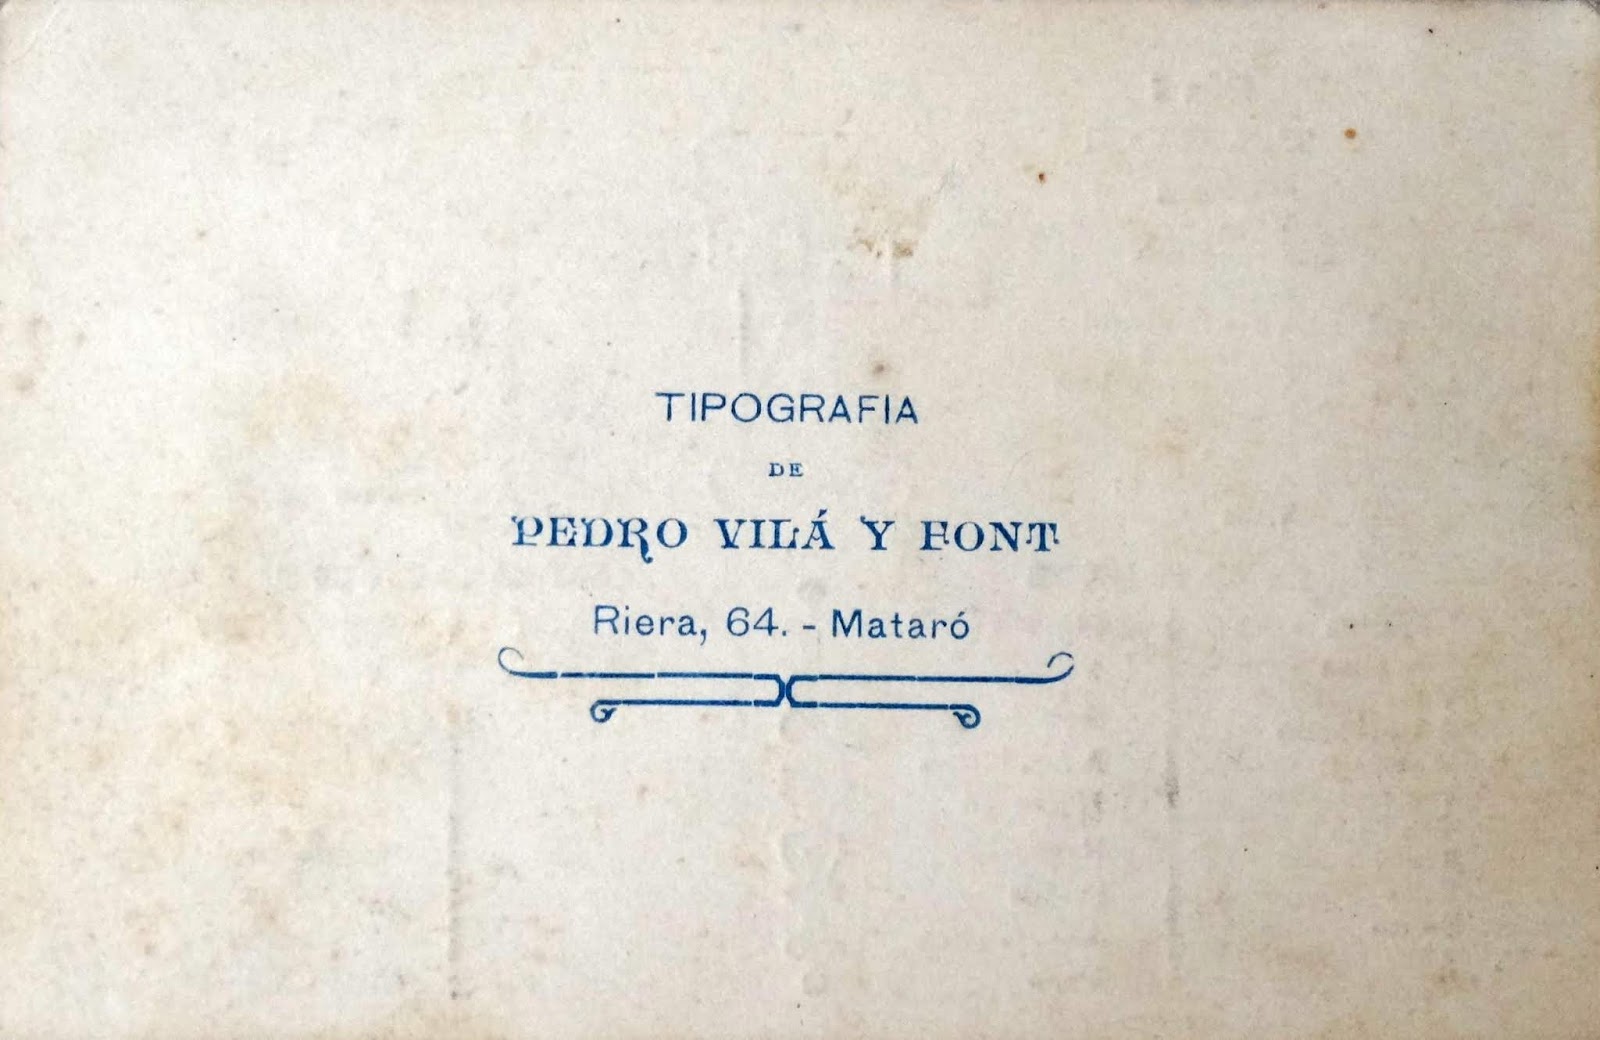 TIPOGRAFIA
DE
PEDRO VILÁ Y FONT
Riera, 64. - Mataró